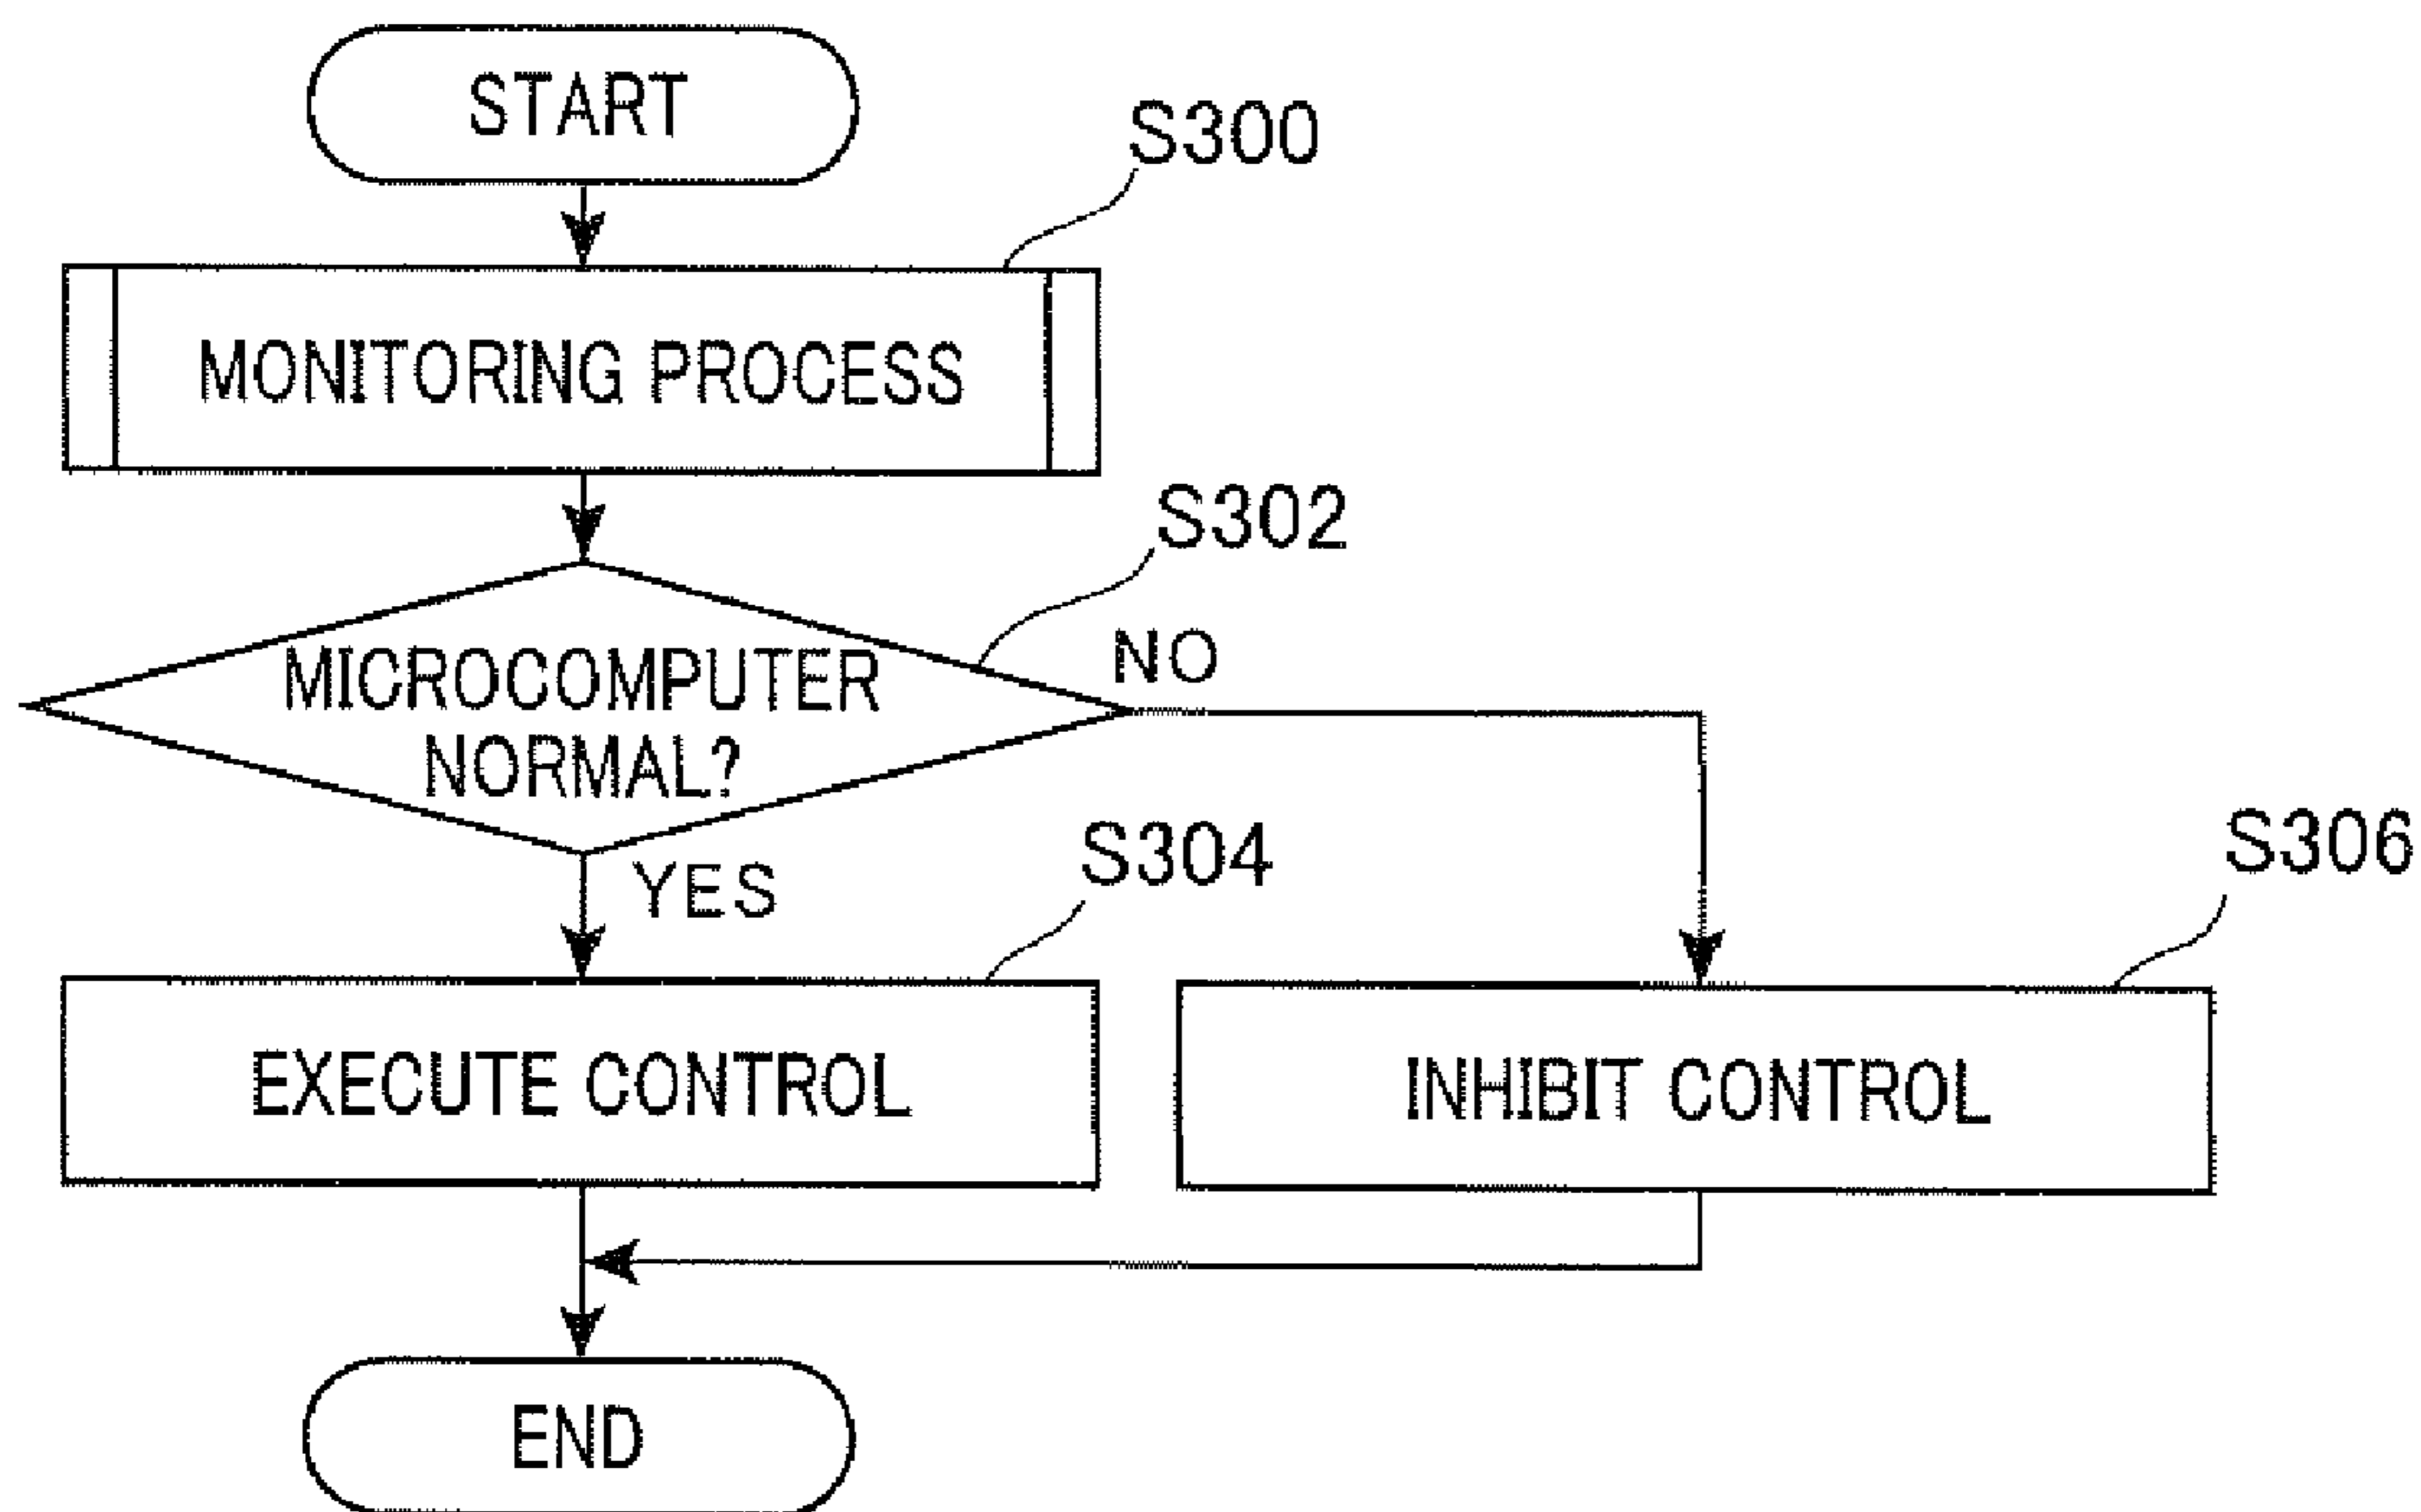 START
S300
MONITORING PROCESS
S302
MICROCOMPUTER
NORMAL?
NO
YES
S304
S306
EXECUTE CONTROL
INHIBIT CONTROL
END